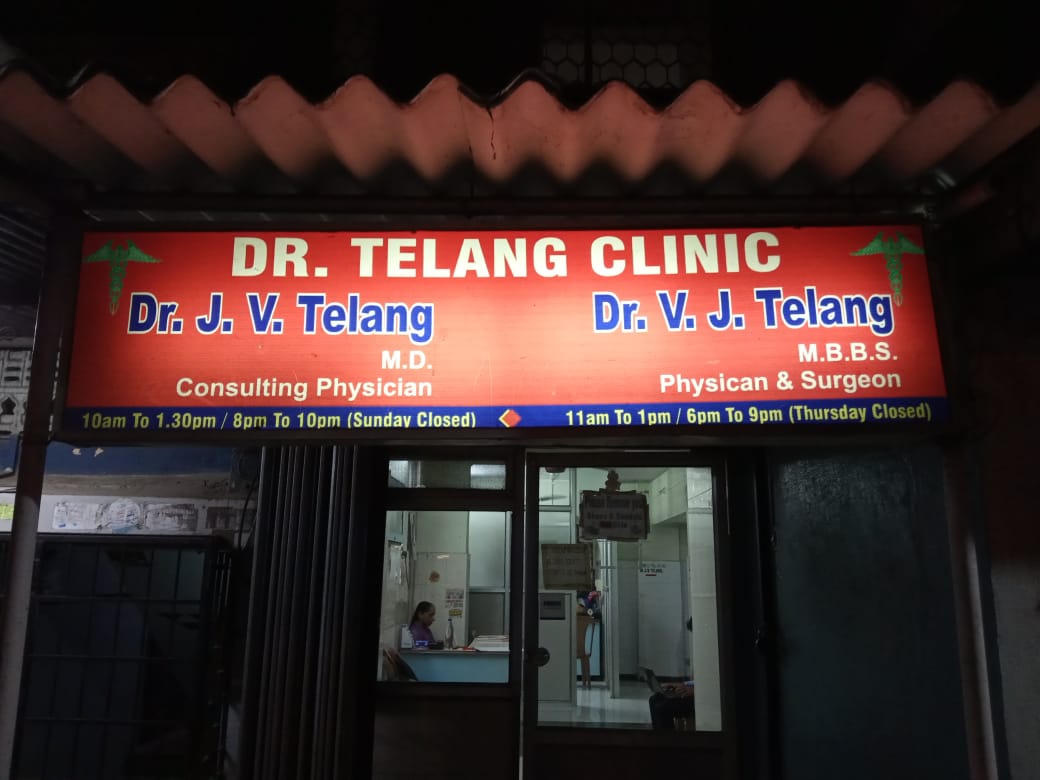 DR. TELANG CLINIC
Dr. J. V. Telang
M.D.
Consulting Physician
10am To 1.30pm / 8pm To 10pm (Sunday Closed)
Dr. V. J. Telang
M.B.B.S.
Physican & Surgeon
11am To 1pm / 6pm To 9pm (Thursday Closed)